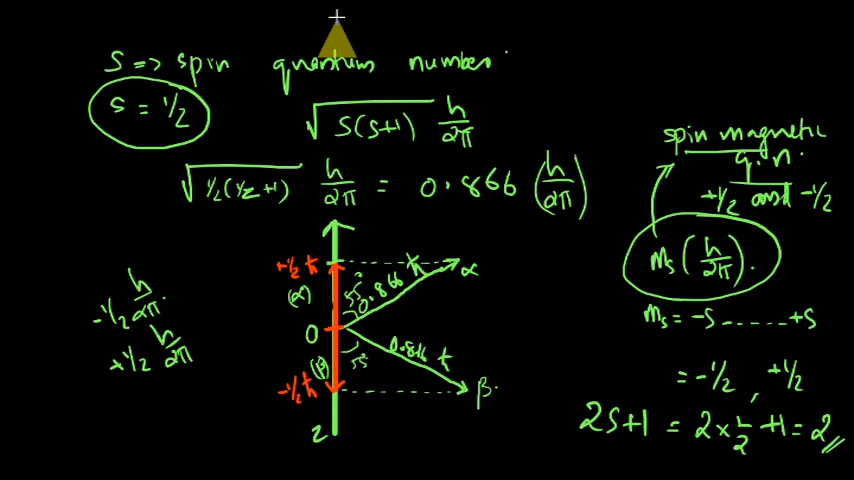 S => spin quantum number
s = 1/2
√S(S+1) h/2π
√1/2(1/2+1) h/2π = 0.866 (h/2π)
spin magnetic
q.n.
+1/2 and -1/2
ms (h/2π).
ms = -S ------ +S
= -1/2, +1/2
2S+1 = 2×1/2 +1 = 2
-1/2 h/2π.
+1/2 h/2π
+1/2 ħ
(α)
55°
0.866 ħ
α
0
(β)
55
0.866 ħ
-1/2 ħ
β.
z